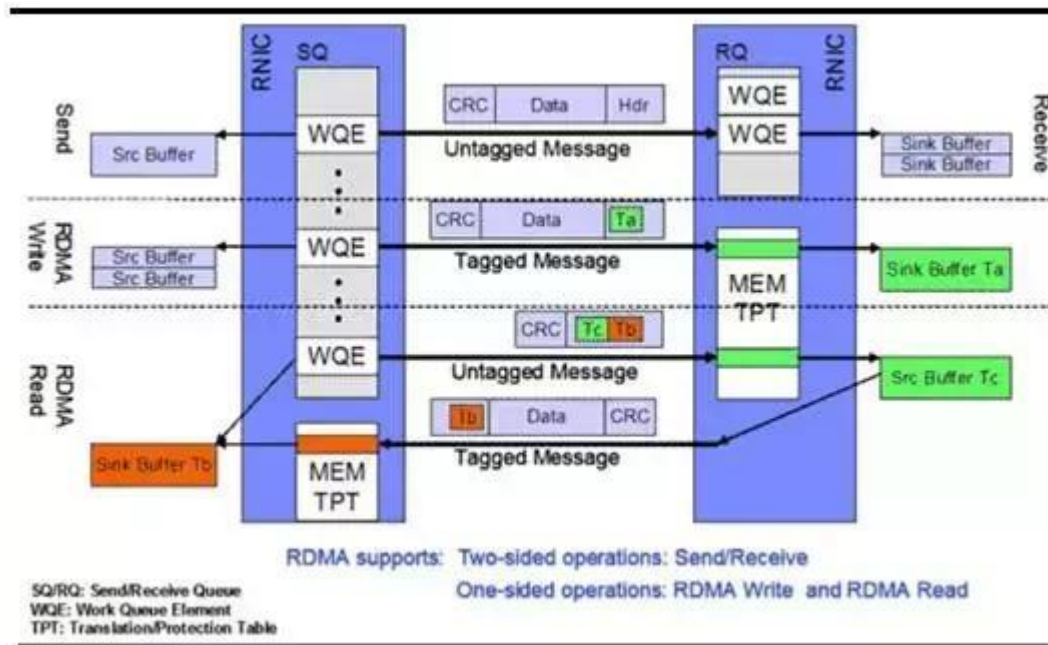 RNIC
SQ
RQ
RNIC
Send
Src Buffer
WQE
CRC Data Hdr
Untagged Message
WQE
WQE
Sink Buffer
Sink Buffer
Receive
RDMA
Write
Src Buffer
Src Buffer
WQE
CRC Data Ta
Tagged Message
MEM
TPT
Sink Buffer Ta
RDMA
Read
WQE
CRC Tc Tb
Untagged Message
Src Buffer Tc
Sink Buffer Tb
Tb Data CRC
Tagged Message
MEM
TPT
RDMA supports: Two-sided operations: Send/Receive
One-sided operations: RDMA Write and RDMA Read
SQ/RQ: Send/Receive Queue
WQE: Work Queue Element
TPT: Translation/Protection Table